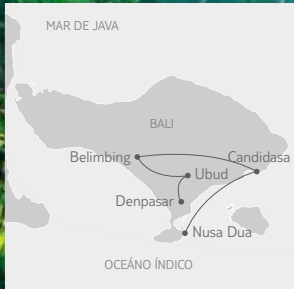 MAR DE JAVA
BALI
Belimbing
Candidasa
Ubud
Denpasar
Nusa Dua
OCEÁNO ÍNDICO